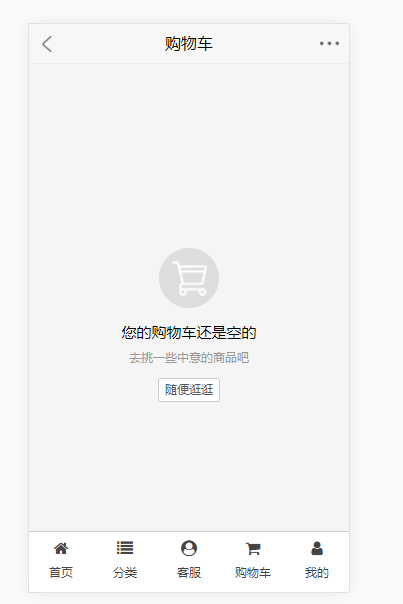 购物车
您的购物车还是空的
去挑一些中意的商品吧
随便逛逛
首页 分类 客服 购物车 我的